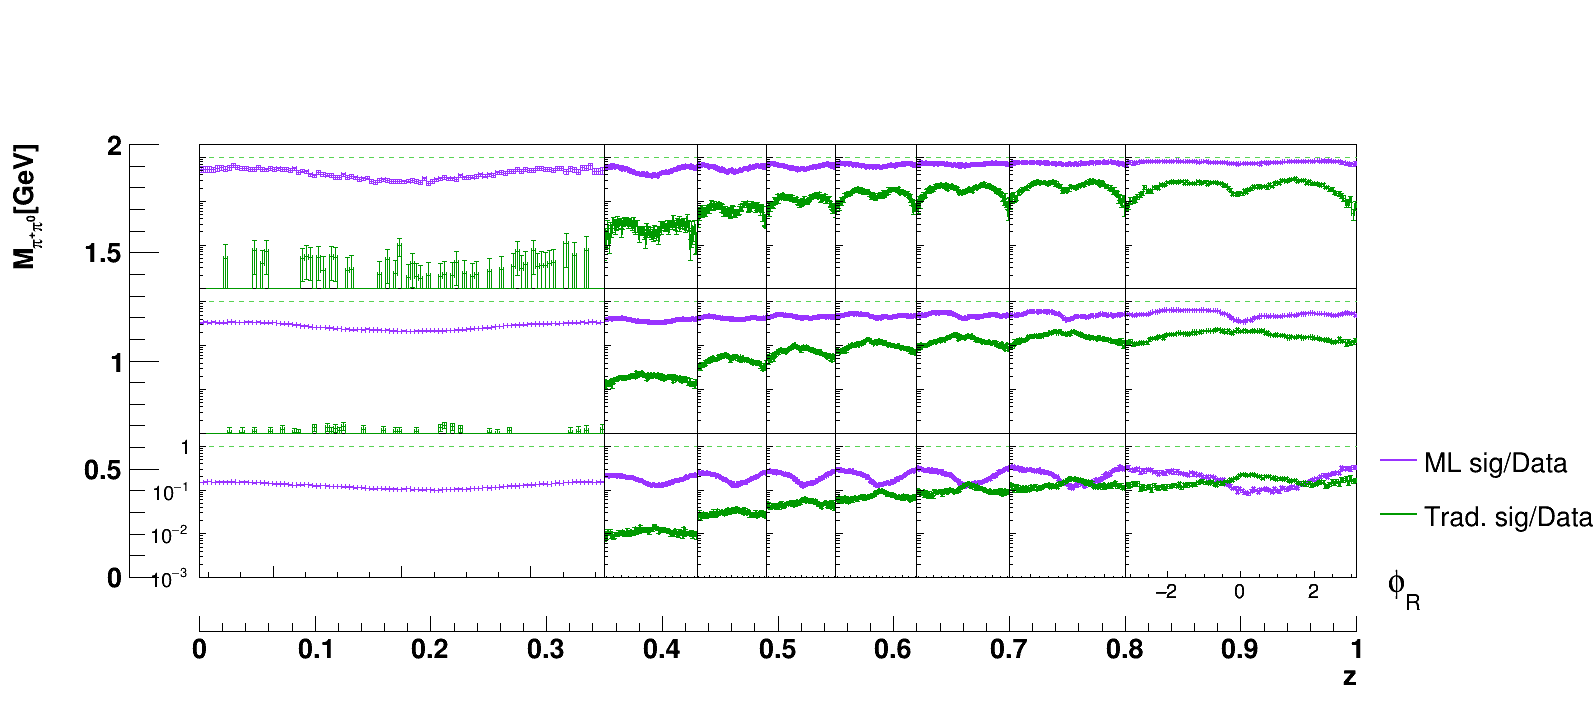 M_{π⁺π⁰}[GeV]
2
1.5
1
0.5
0
1
10⁻¹
10⁻²
10⁻³
ML sig/Data
Trad. sig/Data
−2 0 2
ϕ_R
0 0.1 0.2 0.3 0.4 0.5 0.6 0.7 0.8 0.9 1
z